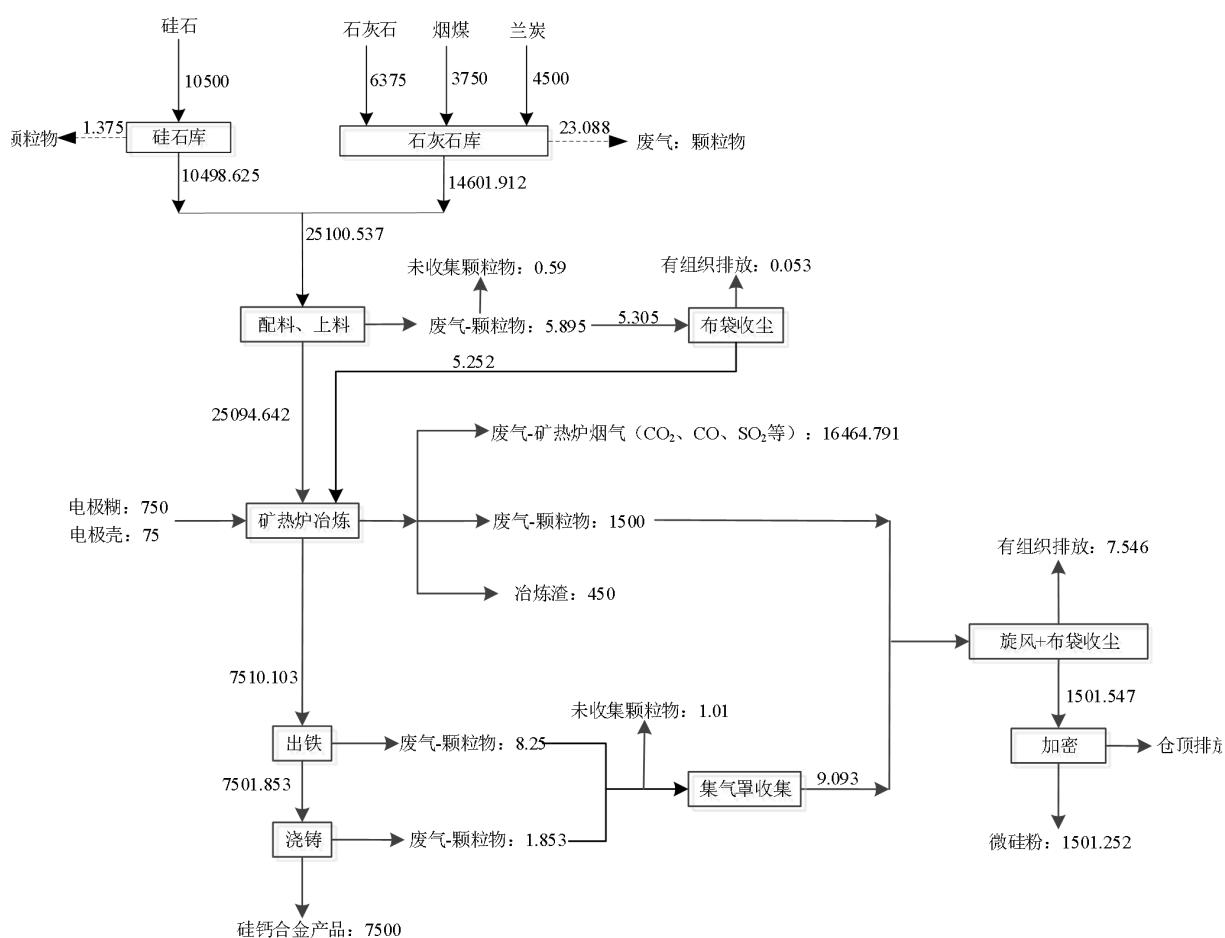 硅石
石灰石
烟煤
兰炭
10500
6375
3750
4500
颗粒物
1.375
硅石库
石灰石库
23.088
废气：颗粒物
10498.625
14601.912
25100.537
未收集颗粒物：0.59
有组织排放：0.053
配料、上料
废气-颗粒物：5.895
5.305
布袋收尘
5.252
25094.642
废气-矿热炉烟气（CO₂、CO、SO₂等）：16464.791
电极糊：750
电极壳：75
矿热炉冶炼
废气-颗粒物：1500
有组织排放：7.546
冶炼渣：450
旋风+布袋收尘
7510.103
1501.547
未收集颗粒物：1.01
出铁
废气-颗粒物：8.25
加密
仓顶排放
7501.853
集气罩收集
9.093
浇铸
废气-颗粒物：1.853
微硅粉：1501.252
硅钙合金产品：7500